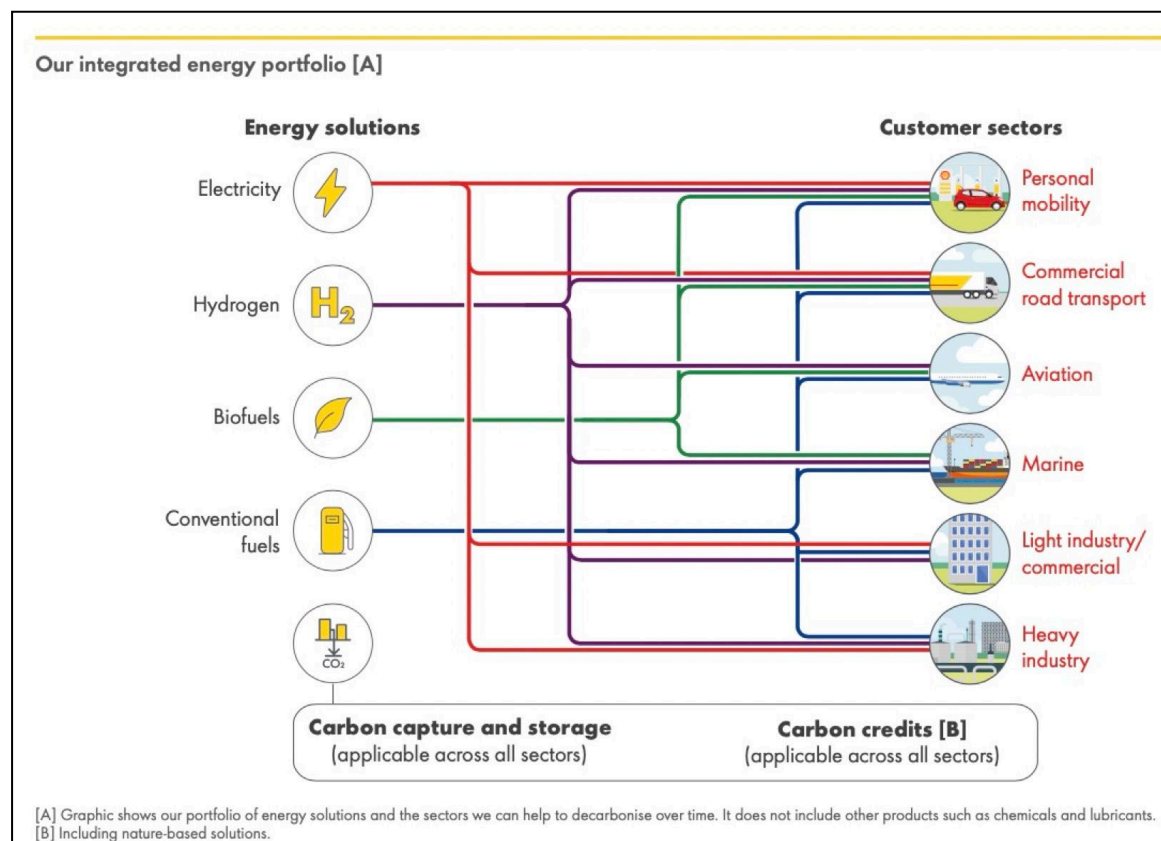 Our integrated energy portfolio [A]
Energy solutions
Customer sectors
Electricity
Personal
mobility
Hydrogen
H2
Commercial
road transport
Biofuels
Aviation
Marine
Conventional
fuels
Light industry/
commercial
CO₂
Heavy
industry
Carbon capture and storage
(applicable across all sectors)
Carbon credits [B]
(applicable across all sectors)
[A] Graphic shows our portfolio of energy solutions and the sectors we can help to decarbonise over time. It does not include other products such as chemicals and lubricants.
[B] Including nature-based solutions.